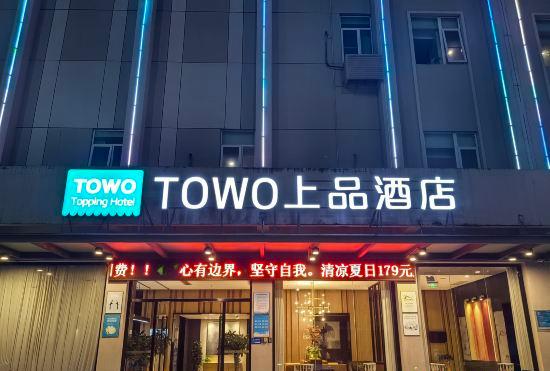 TOWO
Topping Hotel
TOWO上品酒店
费！！ 心有边界，坚守自我。清凉夏日179元